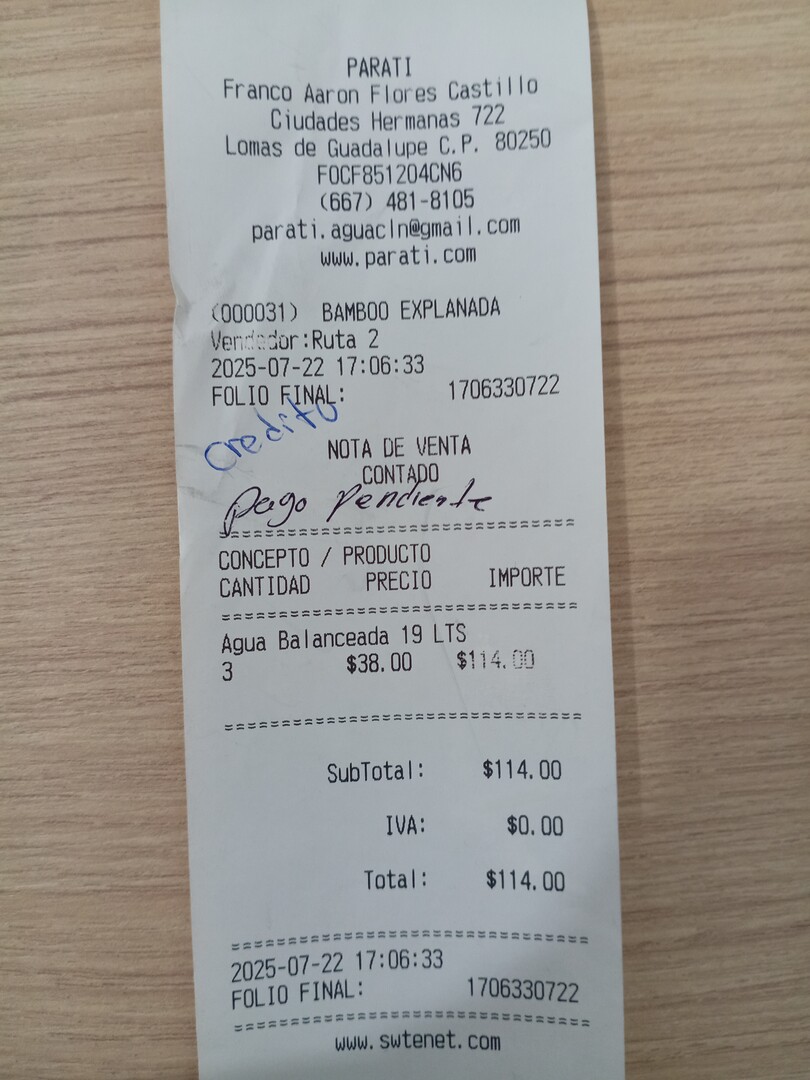 PARATI
Franco Aaron Flores Castillo
Ciudades Hermanas 722
Lomas de Guadalupe C.P. 80250
FOCF851204CN6
(667) 481-8105
parati.aguacln@gmail.com
www.parati.com
(000031) BAMBOO EXPLANADA
Vendedor:Ruta 2
2025-07-22 17:06:33
FOLIO FINAL: 1706330722
credito
NOTA DE VENTA
CONTADO
pago pendiente
===================================
CONCEPTO / PRODUCTO
CANTIDAD PRECIO IMPORTE
===================================
Agua Balanceada 19 LTS
3 $38.00 $114.00
===================================
SubTotal: $114.00
IVA: $0.00
Total: $114.00
===================================
2025-07-22 17:06:33
FOLIO FINAL: 1706330722
===================================
www.swtenet.com